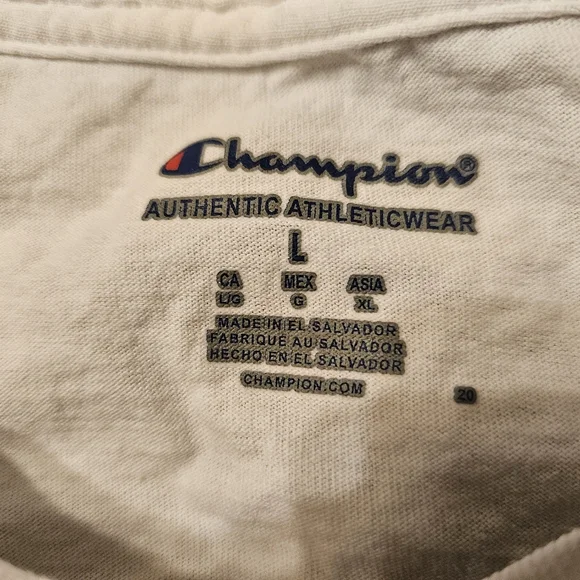 Champion®
AUTHENTIC ATHLETICWEAR
L
CA MEX ASIA
L/G G XL
MADE IN EL SALVADOR
FABRIQUE AU SALVADOR
HECHO EN EL SALVADOR
CHAMPION.COM
20